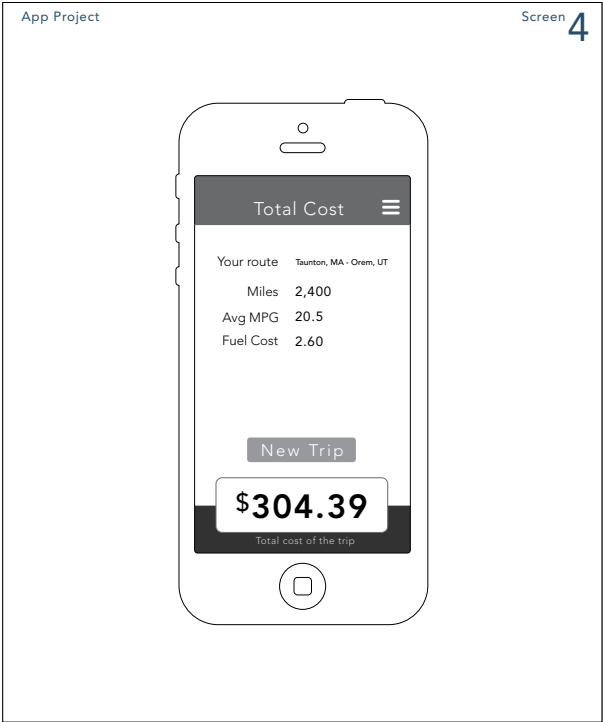 App Project
Screen 4
Total Cost
Your route Taunton, MA - Orem, UT
Miles 2,400
Avg MPG 20.5
Fuel Cost 2.60
New Trip
$304.39
Total cost of the trip